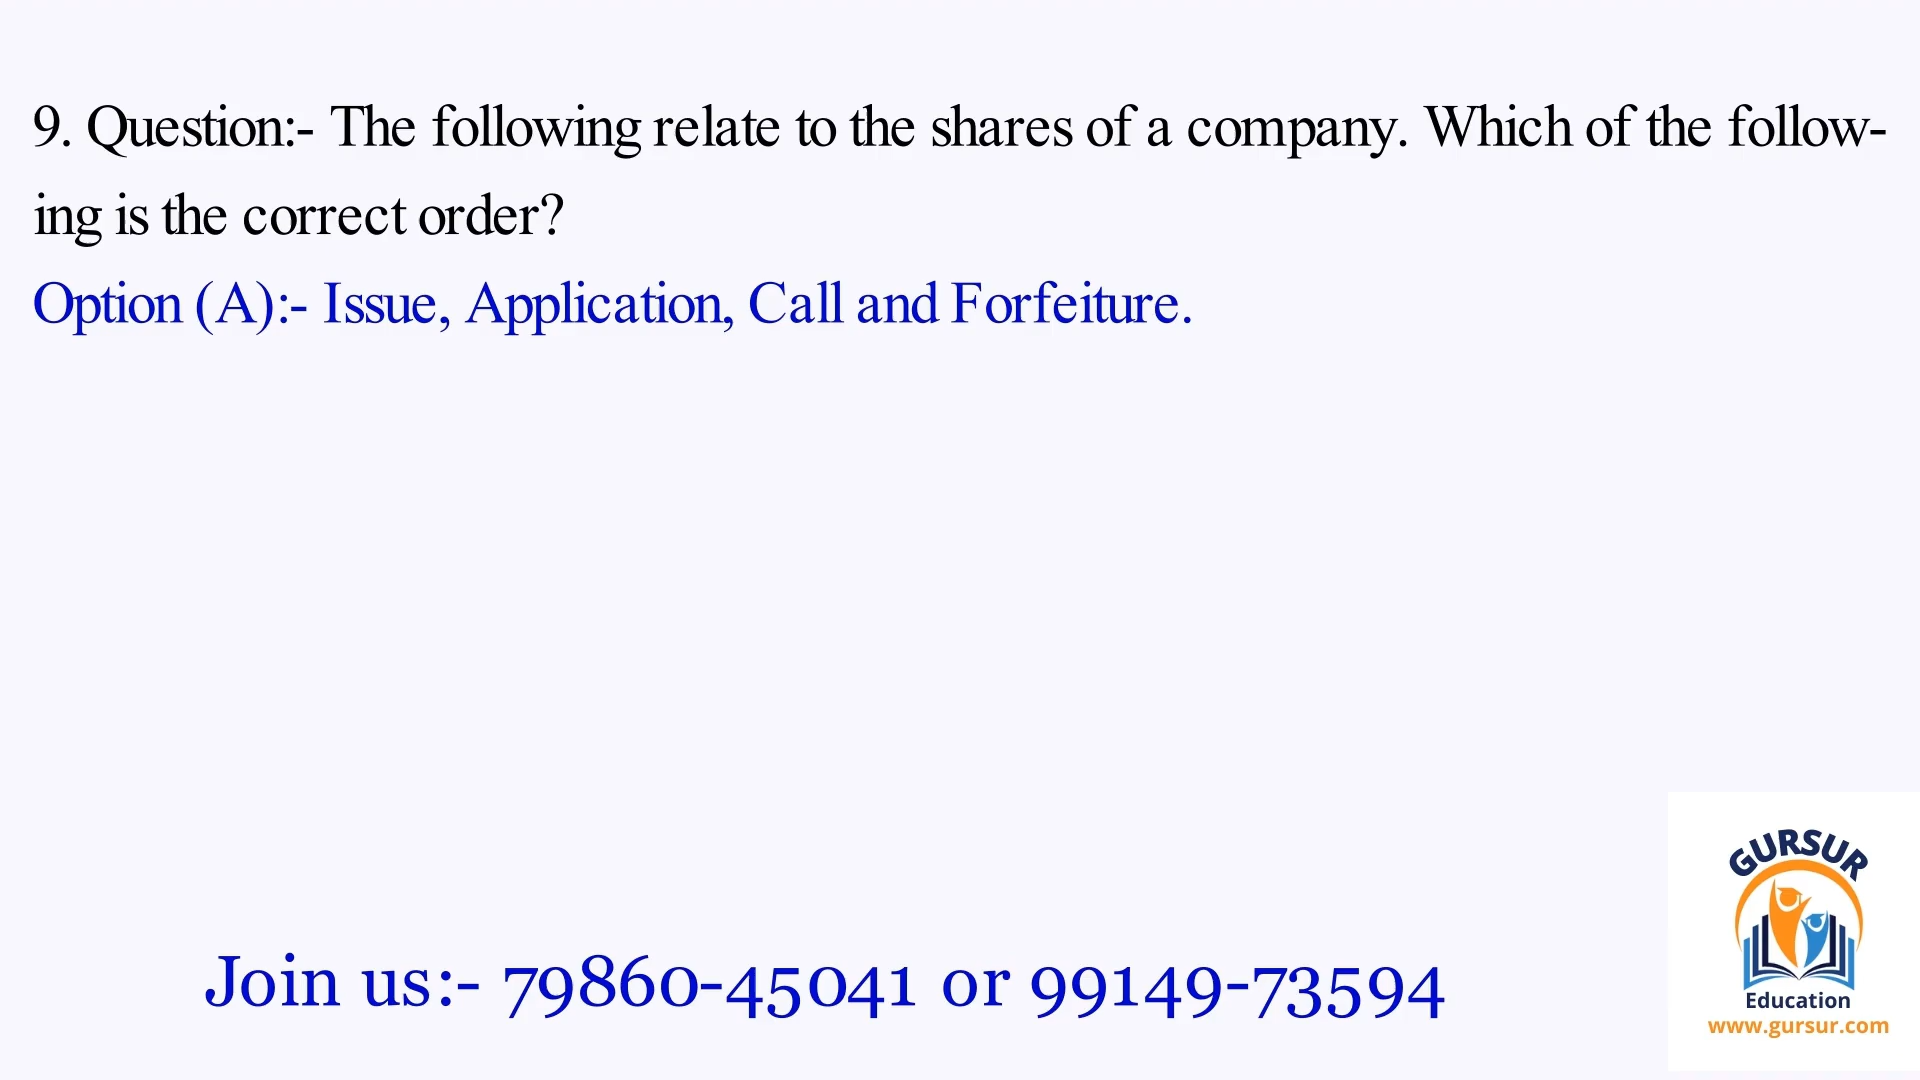 9. Question:- The following relate to the shares of a company. Which of the follow-
ing is the correct order?
Option (A):- Issue, Application, Call and Forfeiture.
Join us:- 79860-45041 or 99149-73594
GURSUR
Education
www.gursur.com